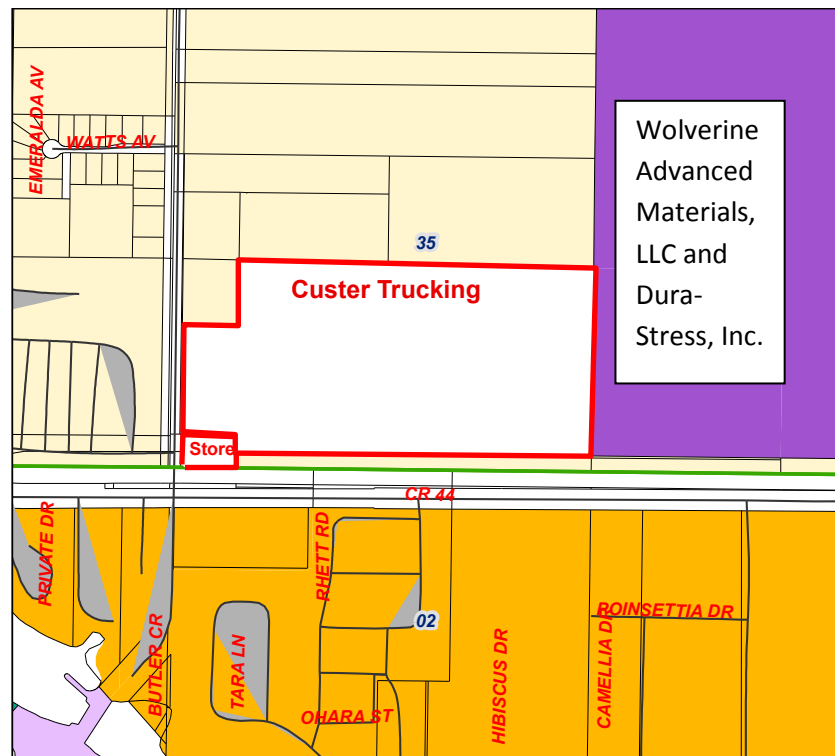 EMERALDA AV
WATTS AV
Wolverine
Advanced
Materials,
LLC and
Dura-
Stress, Inc.
35
Custer Trucking
Store
CR 44
PRIVATE DR
BUTLER CR
TARA LN
RHETT RD
OHARA ST
02
HIBISCUS DR
CAMELLIA DR
POINSETTIA DR